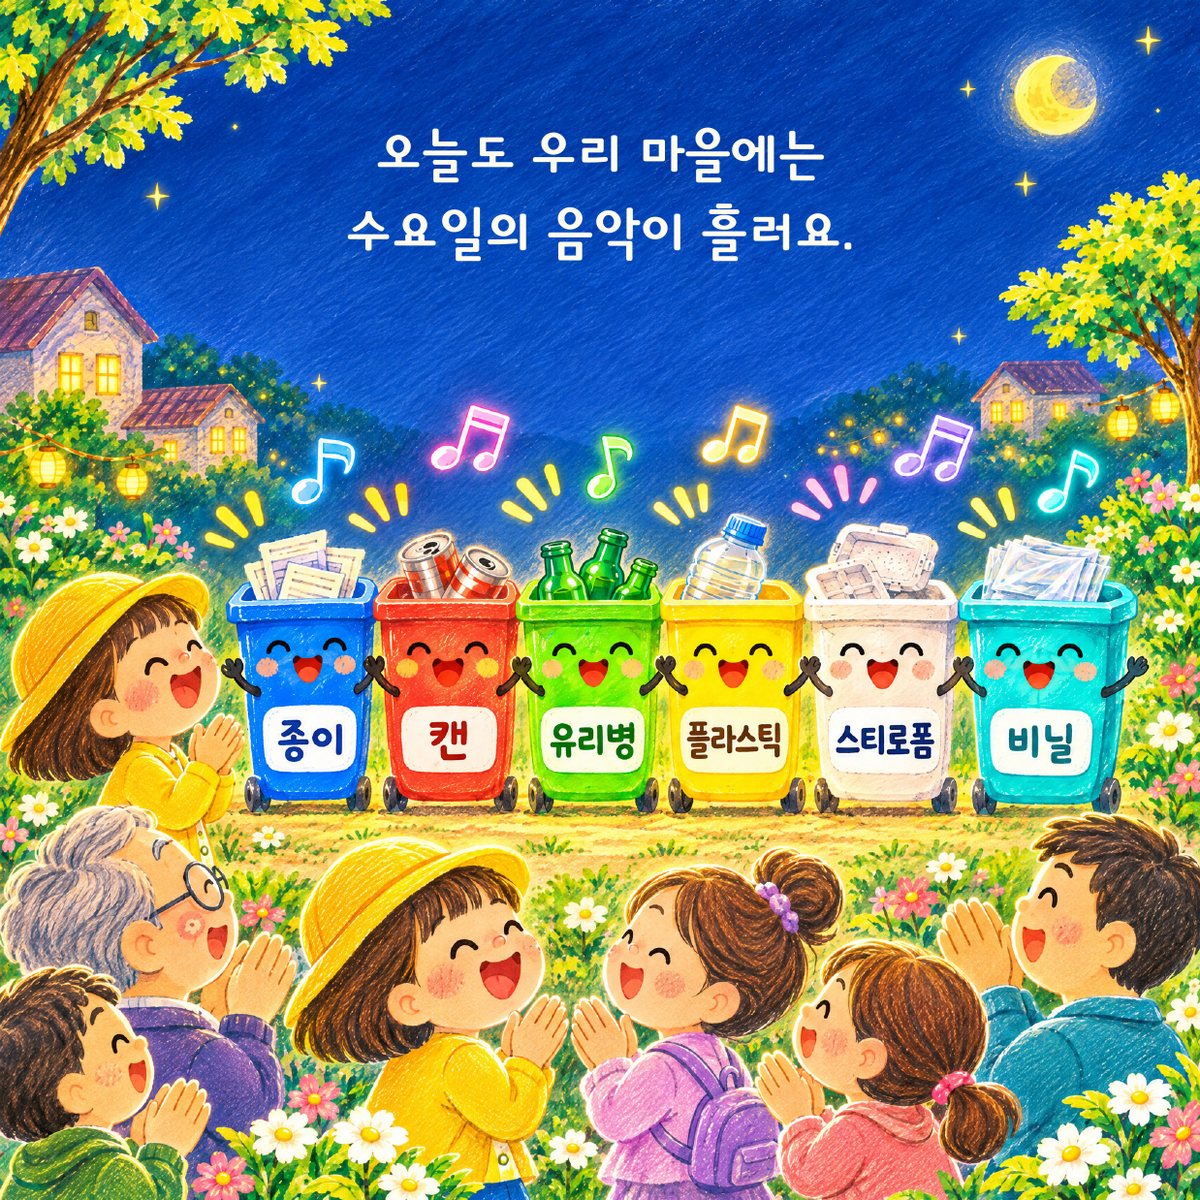 오늘도 우리 마을에는
수요일의 음악이 흘러요.
종이
캔
유리병
플라스틱
스티로폼
비닐